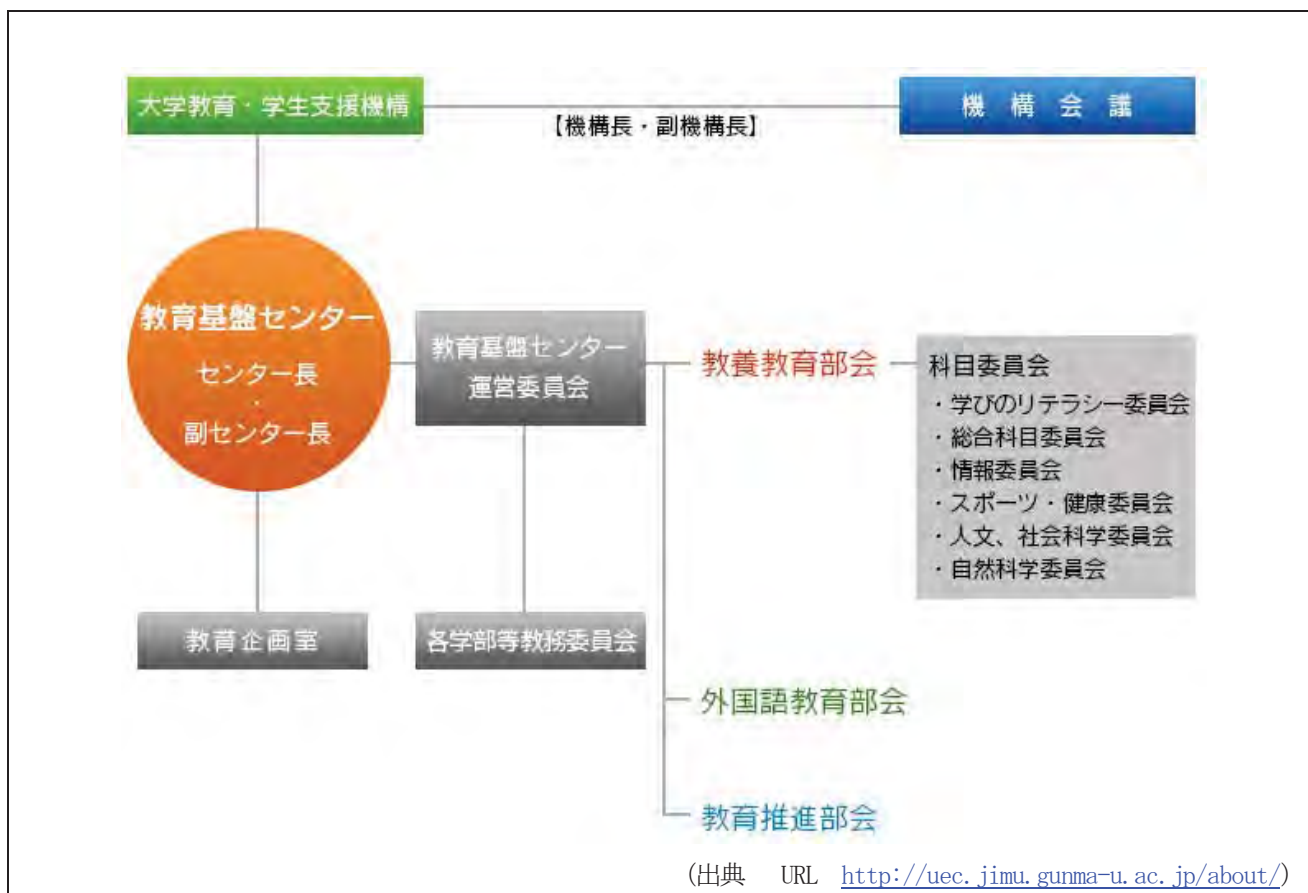 大学教育・学生支援機構
【機構長・副機構長】
機構会議
教育基盤センター
センター長
・
副センター長
教育基盤センター
運営委員会
教養教育部会
科目委員会
・学びのリテラシー委員会
・総合科目委員会
・情報委員会
・スポーツ・健康委員会
・人文、社会科学委員会
・自然科学委員会
教育企画室
各学部等教務委員会
外国語教育部会
教育推進部会
(出典 URL http://uec.jimu.gunma-u.ac.jp/about/)